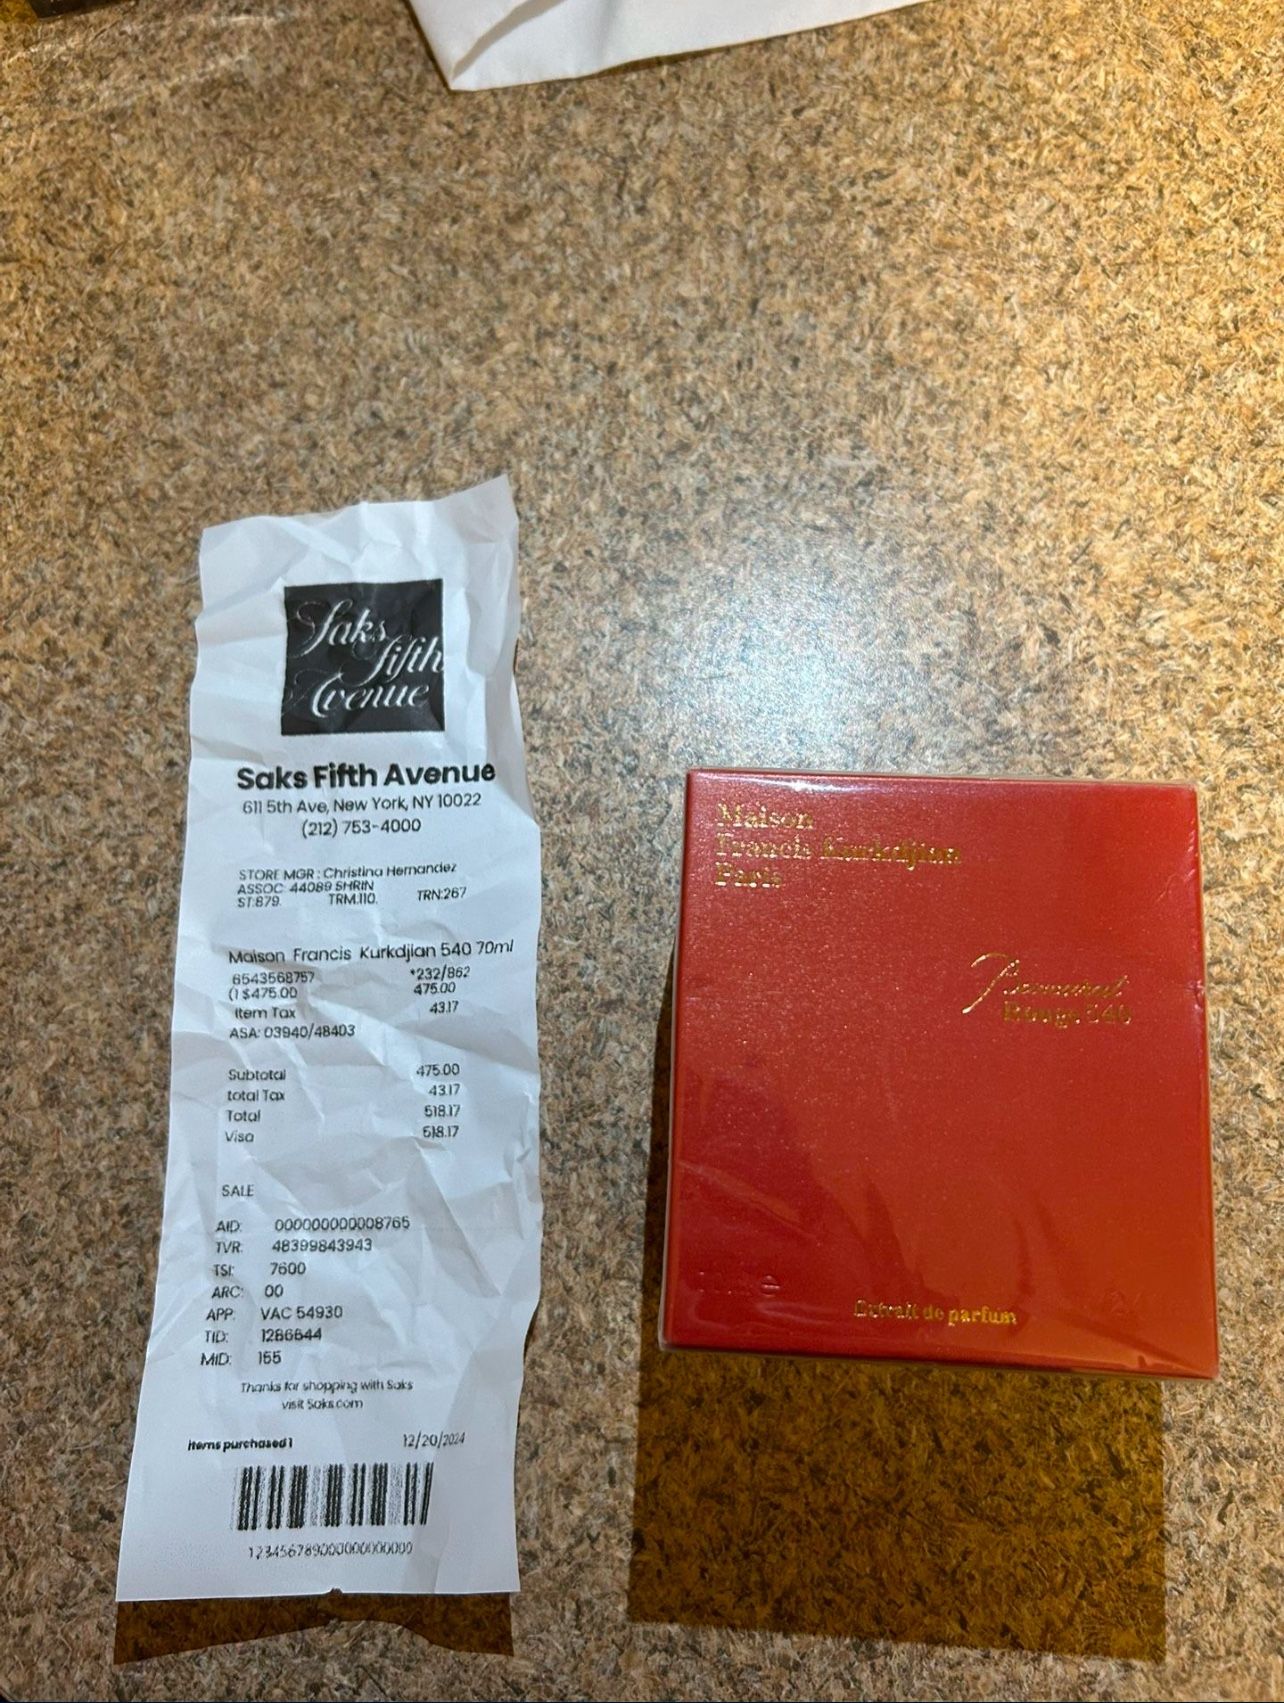 Saks
fifth
Avenue
Saks Fifth Avenue
611 5th Ave, New York, NY 10022
(212) 753-4000
STORE MGR : Christina Hernandez
ASSOC 44089 SHRIN
ST:879. TRM:110. TRN:267
Maison Francis Kurkdjian 540 70ml
6543568757 *232/862
(1 $475.00 475.00
Item Tax 43.17
ASA: 03940/48403
Subtotal 475.00
total Tax 43.17
Total 518.17
Visa 518.17
SALE
AID: 000000000008765
TVR: 48399843943
TSI: 7600
ARC: 00
APP: VAC 54930
TID: 1286644
MID: 155
Thanks for shopping with Saks
visit Saks.com
items purchased 1 12/20/2024
Maison
Francis Kurkdjian
Paris
Baccarat
Rouge 540
Extrait de parfum